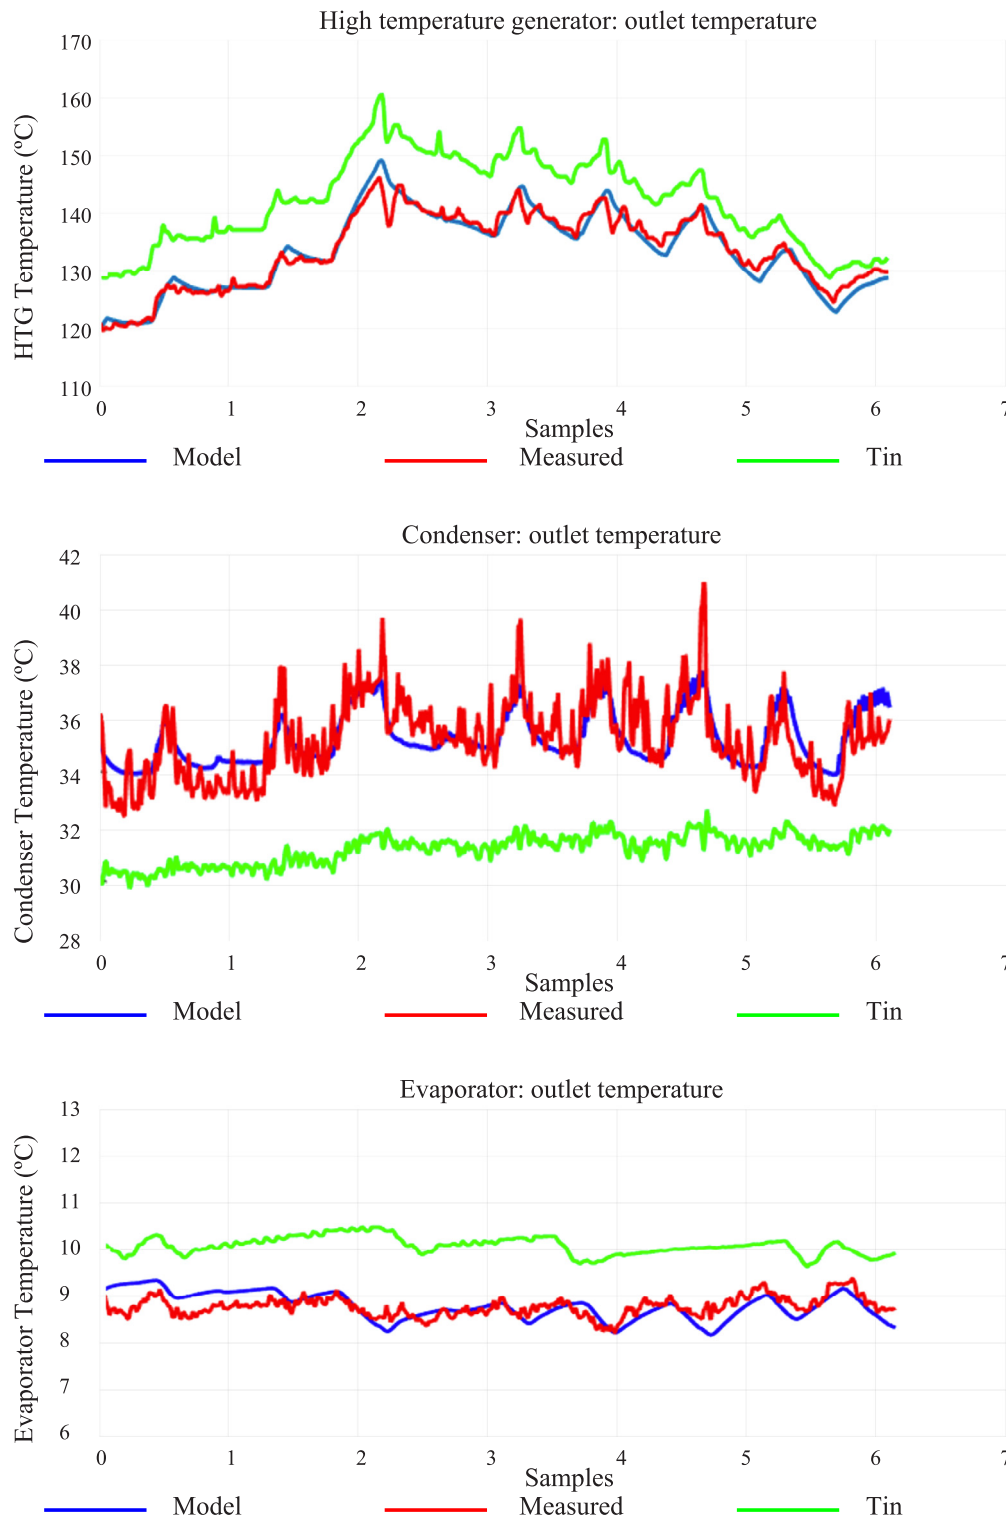 High temperature generator: outlet temperature
HTG Temperature (ºC)
170
160
150
140
130
120
110
0 1 2 3 4 5 6 7
Samples
Model Measured Tin
Condenser: outlet temperature
Condenser Temperature (ºC)
42
40
38
36
34
32
30
28
0 1 2 3 4 5 6 7
Samples
Model Measured Tin
Evaporator: outlet temperature
Evaporator Temperature (ºC)
13
12
11
10
9
8
7
6
0 1 2 3 4 5 6 7
Samples
Model Measured Tin